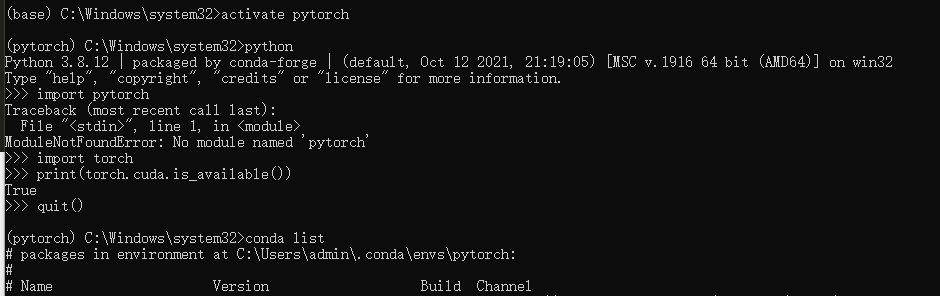 (base) C:\Windows\system32>activate pytorch
(pytorch) C:\Windows\system32>python
Python 3.8.12 | packaged by conda-forge | (default, Oct 12 2021, 21:19:05) [MSC v.1916 64 bit (AMD64)] on win32
Type "help", "copyright", "credits" or "license" for more information.
>>> import pytorch
Traceback (most recent call last):
  File "<stdin>", line 1, in <module>
ModuleNotFoundError: No module named 'pytorch'
>>> import torch
>>> print(torch.cuda.is_available())
True
>>> quit()
(pytorch) C:\Windows\system32>conda list
# packages in environment at C:\Users\admin\.conda\envs\pytorch:
#
# Name                    Version                   Build  Channel